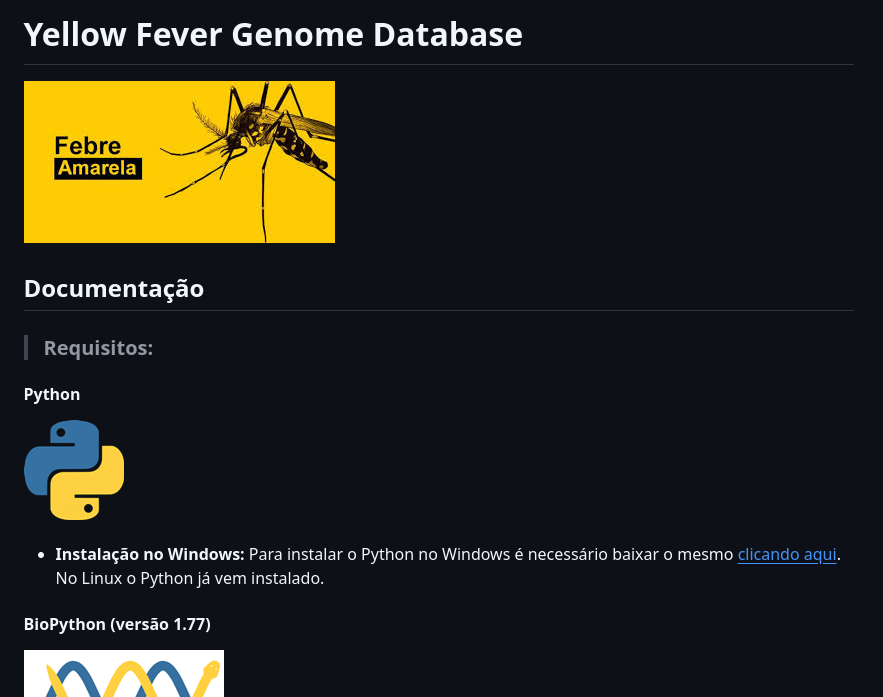 Yellow Fever Genome Database
Febre
Amarela
Documentação
Requisitos:
Python
Instalação no Windows: Para instalar o Python no Windows é necessário baixar o mesmo clicando aqui.
No Linux o Python já vem instalado.
BioPython (versão 1.77)